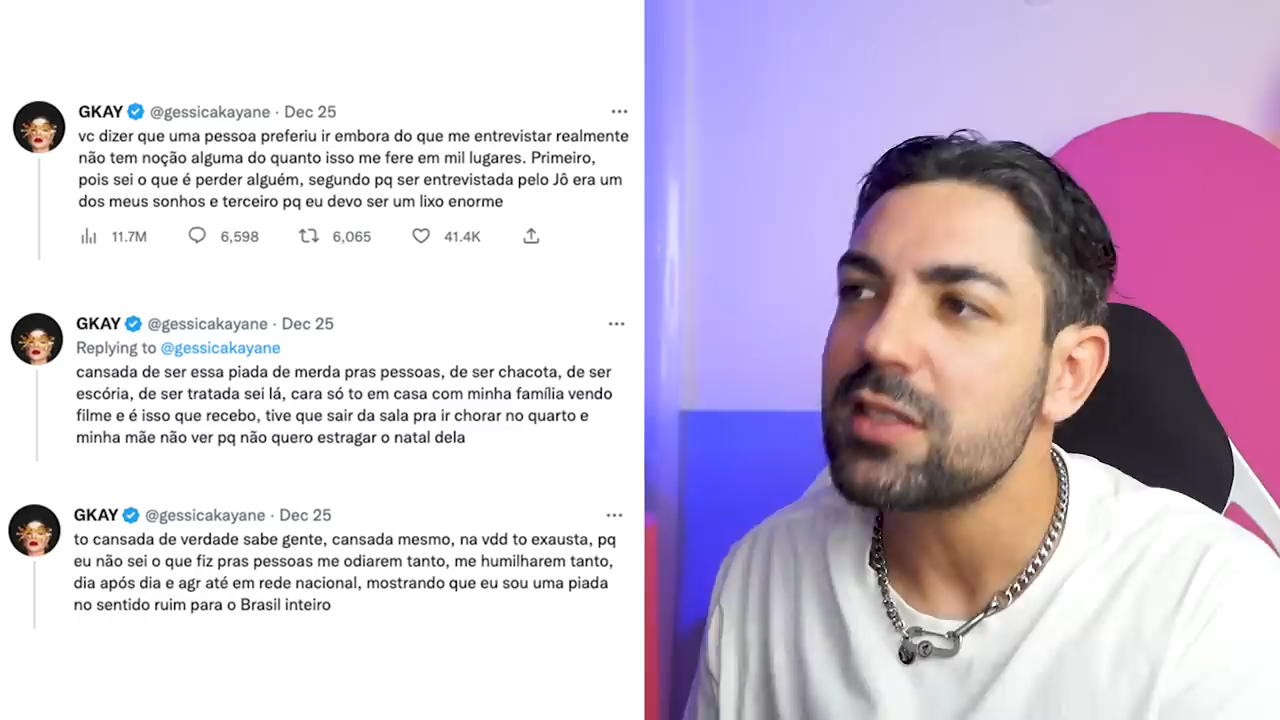 GKAY @gessicakayane · Dec 25
vc dizer que uma pessoa preferiu ir embora do que me entrevistar realmente
não tem noção alguma do quanto isso me fere em mil lugares. Primeiro,
pois sei o que é perder alguém, segundo pq ser entrevistada pelo Jô era um
dos meus sonhos e terceiro pq eu devo ser um lixo enorme
11.7M 6,598 6,065 41.4K
GKAY @gessicakayane · Dec 25
Replying to @gessicakayane
cansada de ser essa piada de merda pras pessoas, de ser chacota, de ser
escória, de ser tratada sei lá, cara só to em casa com minha família vendo
filme e é isso que recebo, tive que sair da sala pra ir chorar no quarto e
minha mãe não ver pq não quero estragar o natal dela
GKAY @gessicakayane · Dec 25
to cansada de verdade sabe gente, cansada mesmo, na vdd to exausta, pq
eu não sei o que fiz pras pessoas me odiarem tanto, me humilharem tanto,
dia após dia e agr até em rede nacional, mostrando que eu sou uma piada
no sentido ruim para o Brasil inteiro